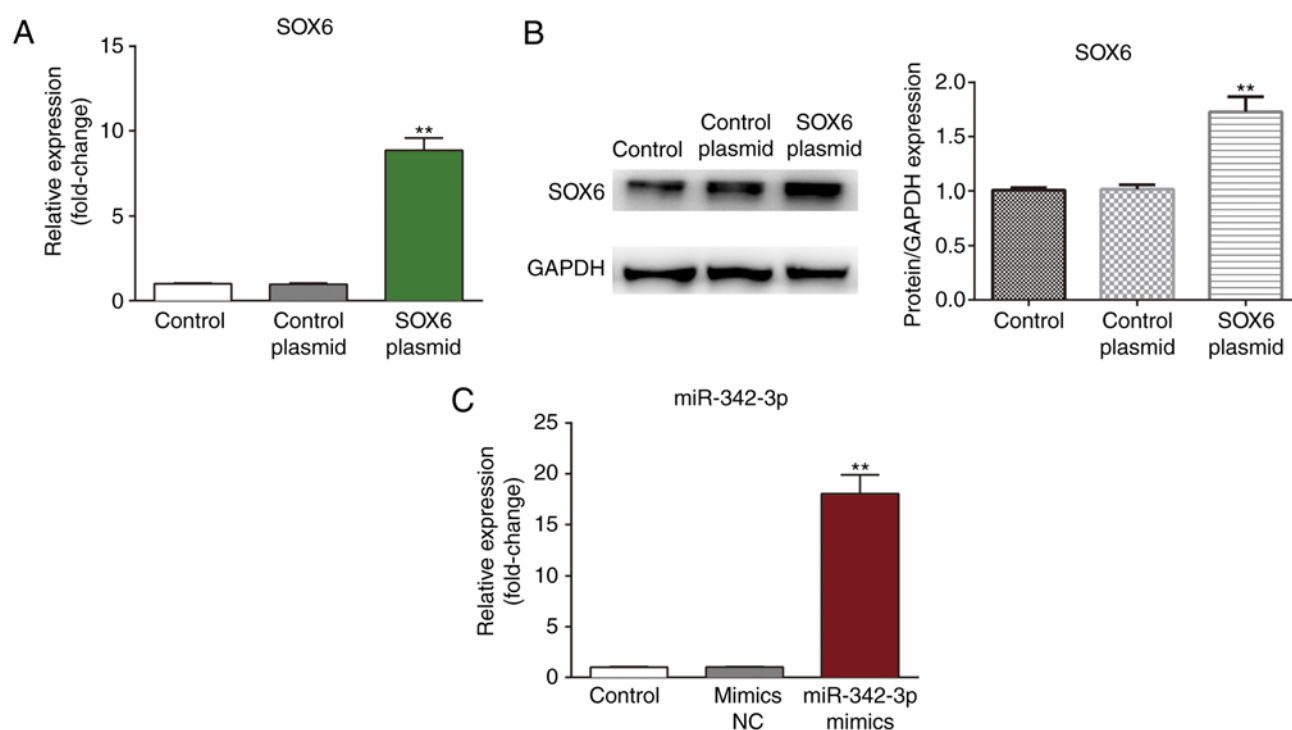 A
SOX6
Relative expression
(fold-change)
15
10
5
0
**
Control
Control
plasmid
SOX6
plasmid
B
Control
Control
plasmid
SOX6
plasmid
SOX6
GAPDH
SOX6
Protein/GAPDH expression
2.0
1.5
1.0
0.5
0.0
**
Control
Control
plasmid
SOX6
plasmid
C
miR-342-3p
Relative expression
(fold-change)
25
20
15
10
5
0
**
Control
Mimics
NC
miR-342-3p
mimics